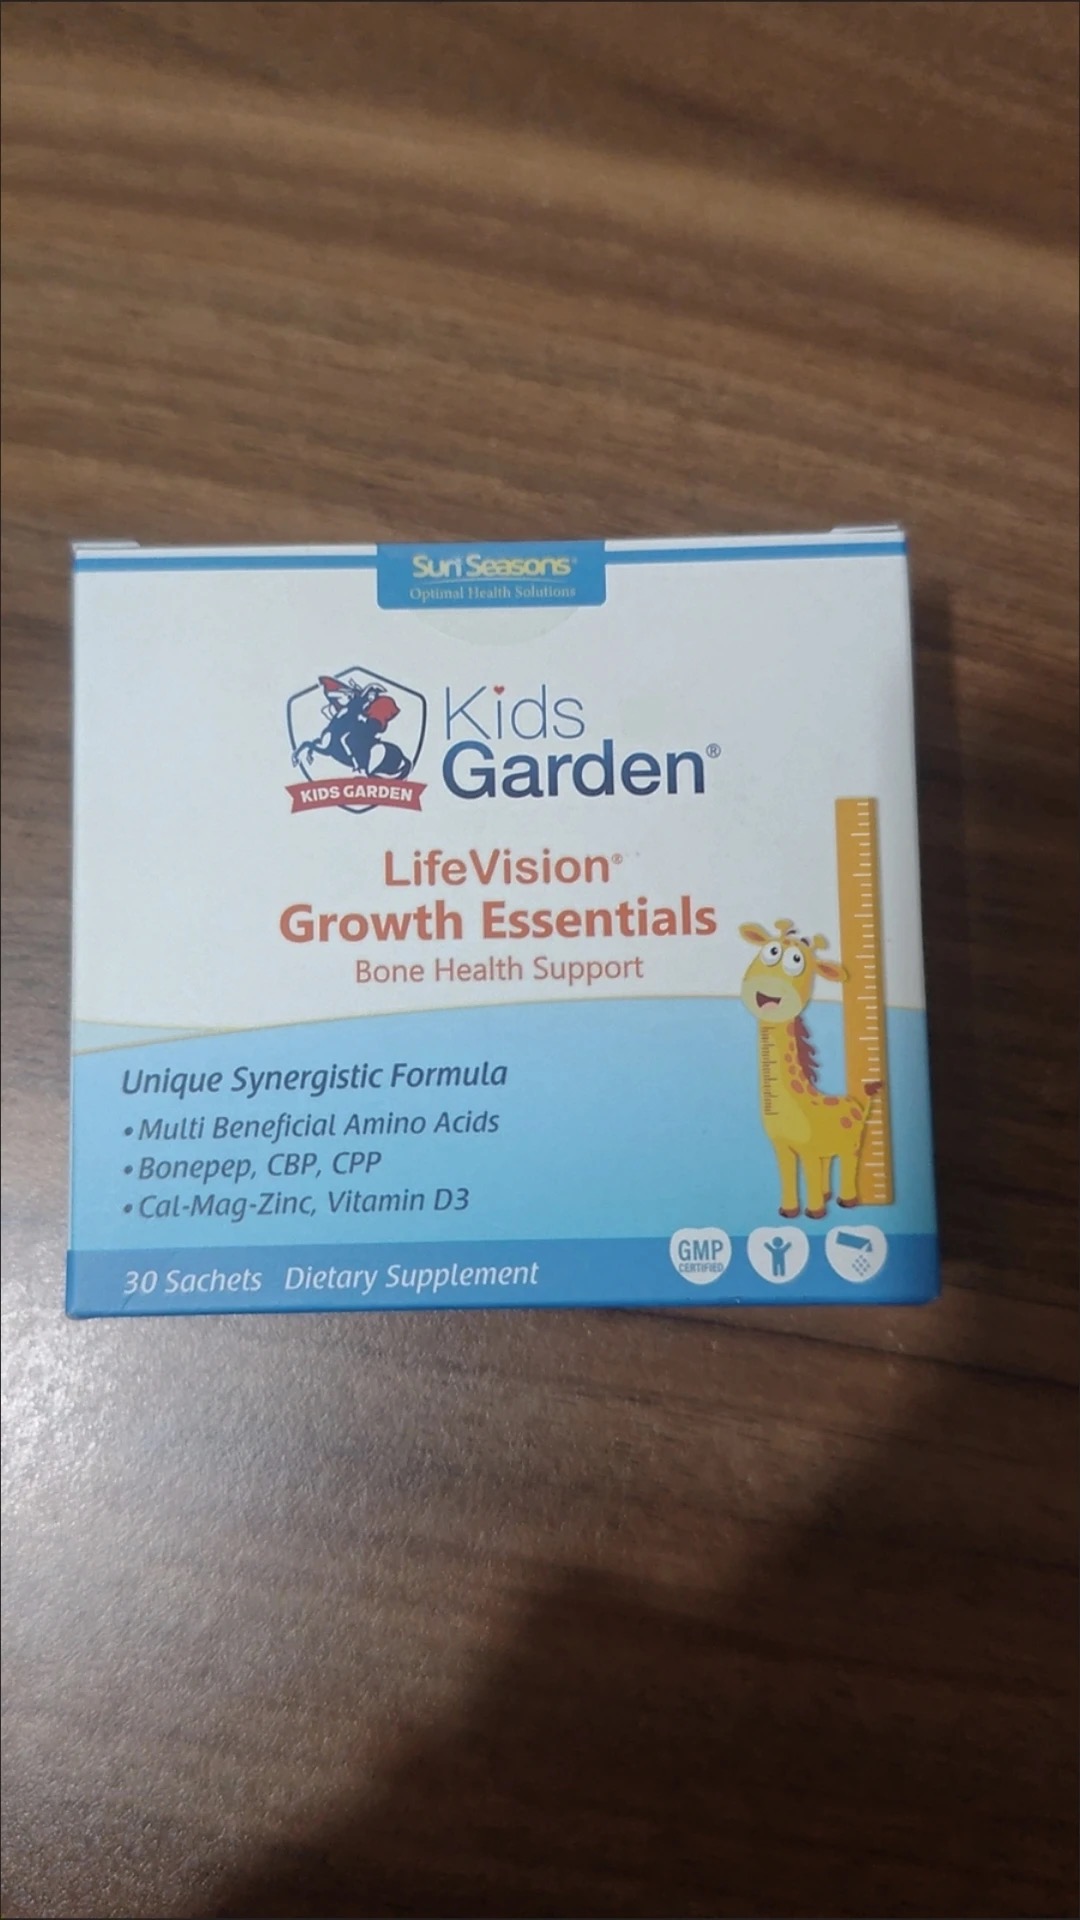 Sun Seasons®
Optimal Health Solutions
KIDS GARDEN
Kids
Garden®
LifeVision®
Growth Essentials
Bone Health Support
Unique Synergistic Formula
• Multi Beneficial Amino Acids
• Bonepep, CBP, CPP
• Cal-Mag-Zinc, Vitamin D3
30 Sachets Dietary Supplement
GMP
CERTIFIED